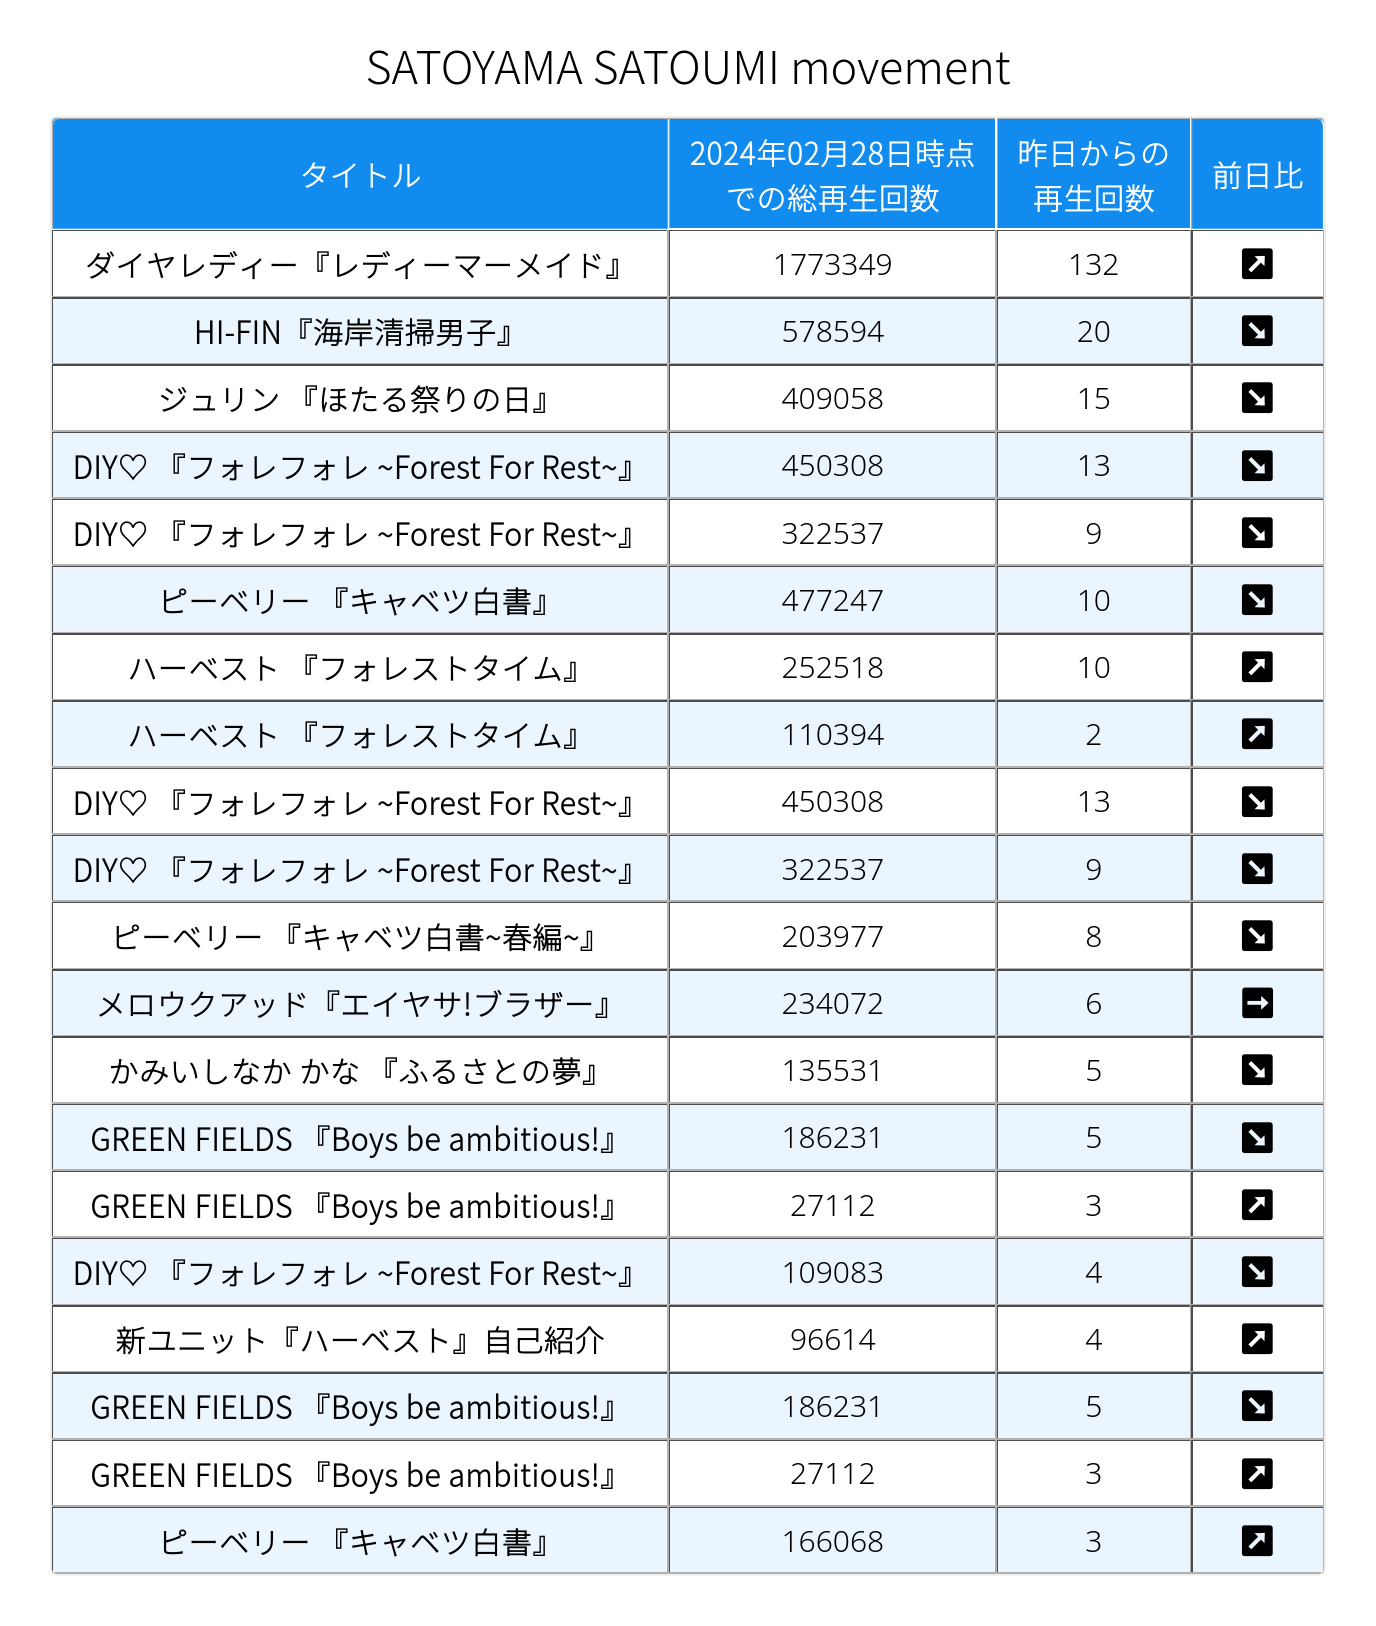 SATOYAMA SATOUMI movement
タイトル 2024年02月28日時点での総再生回数 昨日からの再生回数 前日比
ダイヤレディー『レディーマーメイド』 1773349 132 ↗
HI-FIN『海岸清掃男子』 578594 20 ↘
ジュリン 『ほたる祭りの日』 409058 15 ↘
DIY♡ 『フォレフォレ ~Forest For Rest~』 450308 13 ↘
DIY♡ 『フォレフォレ ~Forest For Rest~』 322537 9 ↘
ピーベリー 『キャベツ白書』 477247 10 ↘
ハーベスト 『フォレストタイム』 252518 10 ↗
ハーベスト 『フォレストタイム』 110394 2 ↗
DIY♡ 『フォレフォレ ~Forest For Rest~』 450308 13 ↘
DIY♡ 『フォレフォレ ~Forest For Rest~』 322537 9 ↘
ピーベリー 『キャベツ白書~春編~』 203977 8 ↘
メロウクアッド『エイヤサ!ブラザー』 234072 6 →
かみいしなか かな 『ふるさとの夢』 135531 5 ↘
GREEN FIELDS 『Boys be ambitious!』 186231 5 ↘
GREEN FIELDS 『Boys be ambitious!』 27112 3 ↗
DIY♡ 『フォレフォレ ~Forest For Rest~』 109083 4 ↘
新ユニット『ハーベスト』自己紹介 96614 4 ↗
GREEN FIELDS 『Boys be ambitious!』 186231 5 ↘
GREEN FIELDS 『Boys be ambitious!』 27112 3 ↗
ピーベリー 『キャベツ白書』 166068 3 ↗